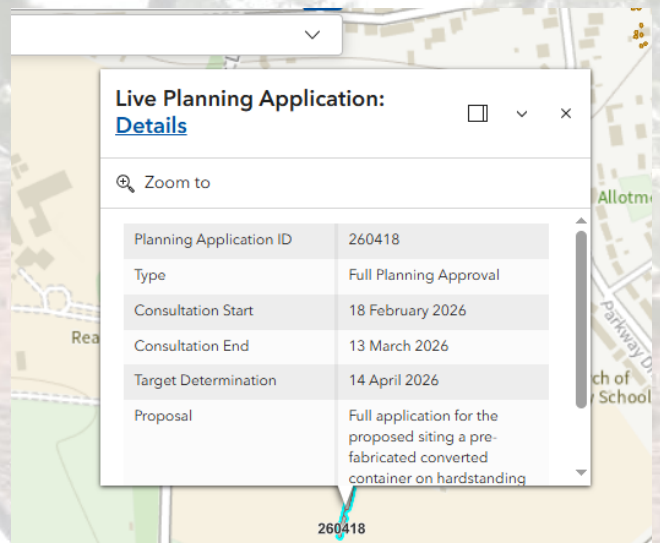 Live Planning Application:
Details
Zoom to
Allotm
Planning Application ID 260418
Type Full Planning Approval
Consultation Start 18 February 2026
Parkway D
Consultation End 13 March 2026
Rea
Target Determination 14 April 2026
ch of
School
Proposal Full application for the
proposed siting a pre-
fabricated converted
container on hardstanding
260418